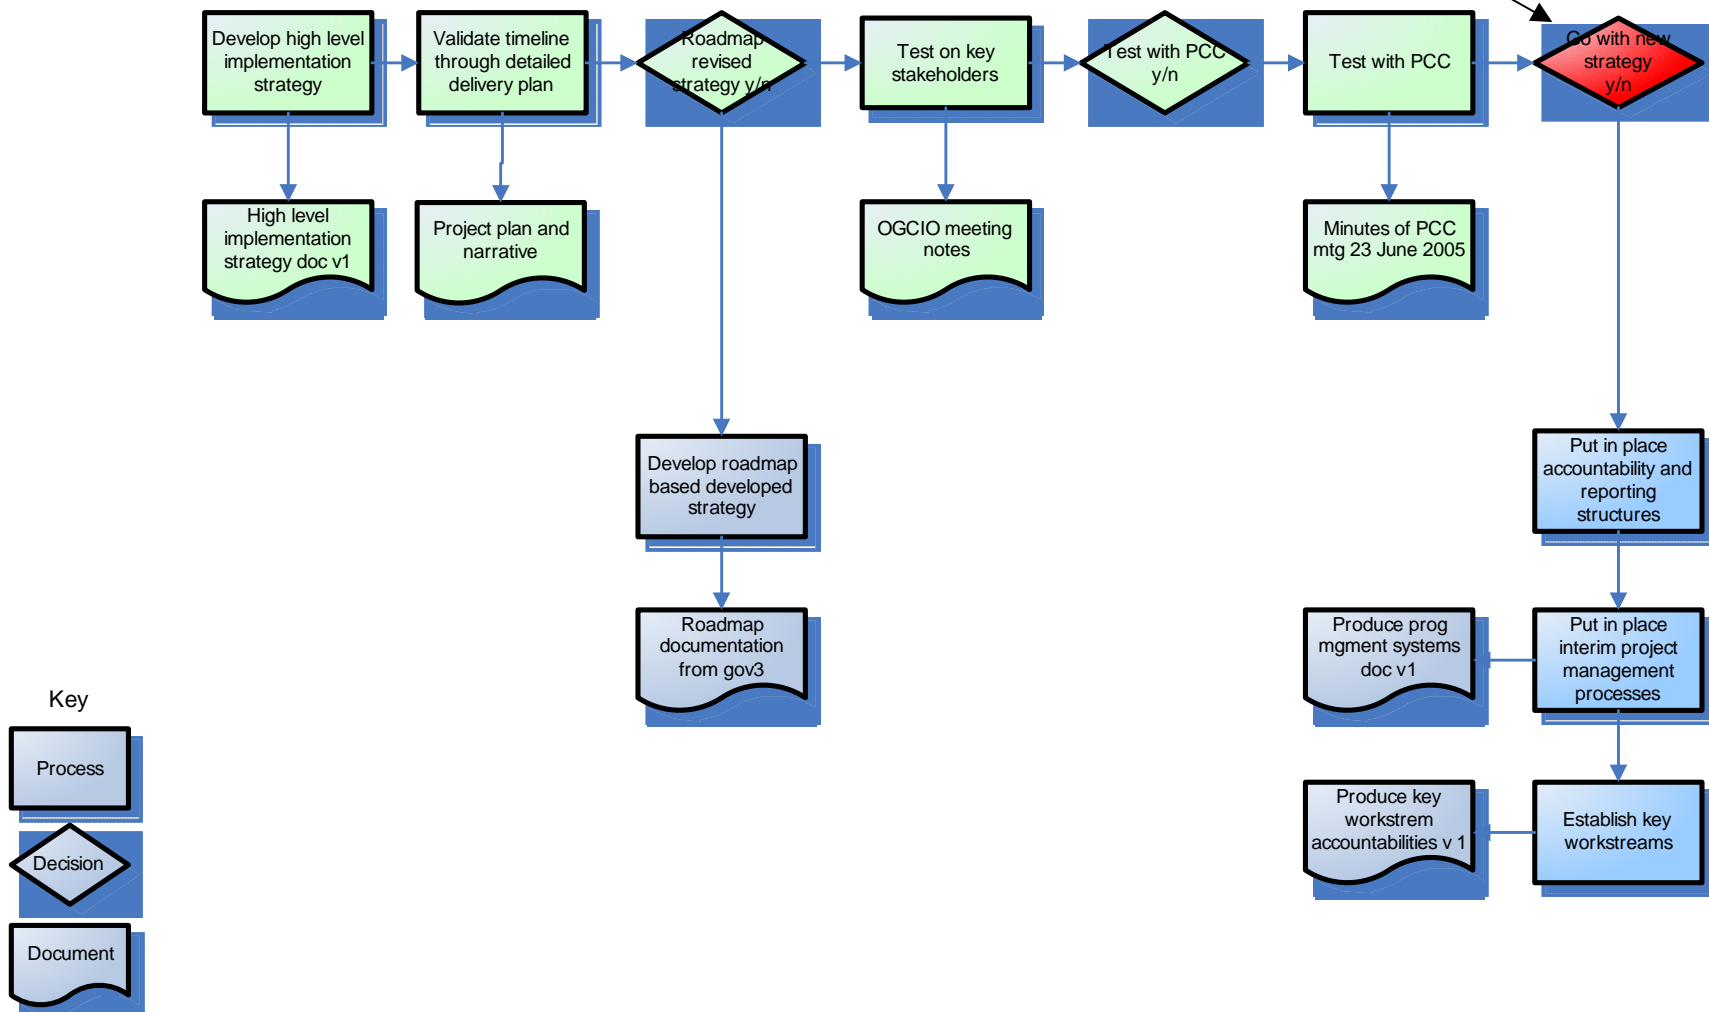 Develop high level
implementation
strategy
Validate timeline
through detailed
delivery plan
Roadmap
revised
strategy y/n
Test on key
stakeholders
Test with PCC
y/n
Test with PCC
Go with new
strategy
y/n
High level
implementation
strategy doc v1
Project plan and
narrative
OGCIO meeting
notes
Minutes of PCC
mtg 23 June 2005
Develop roadmap
based developed
strategy
Put in place
accountability and
reporting
structures
Roadmap
documentation
from gov3
Produce prog
mgment systems
doc v1
Put in place
interim project
management
processes
Produce key
workstrem
accountabilities v 1
Establish key
workstreams
Key
Process
Decision
Document